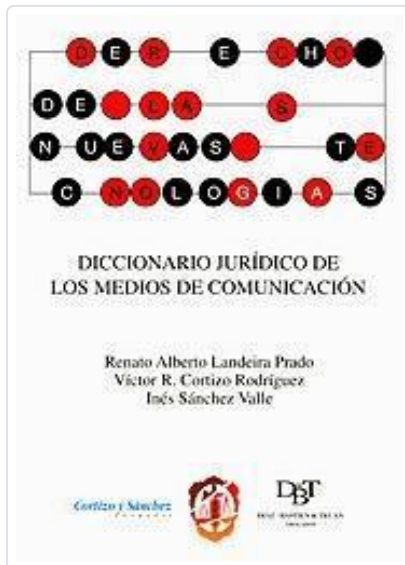 DERECHO
DE LAS
NUEVAS TE
CNOLOGIAS
DICCIONARIO JURÍDICO DE
LOS MEDIOS DE COMUNICACIÓN
Renato Alberto Landeira Prado
Víctor R. Cortizo Rodríguez
Inés Sánchez Valle
Cortizo y Sánchez
DBT